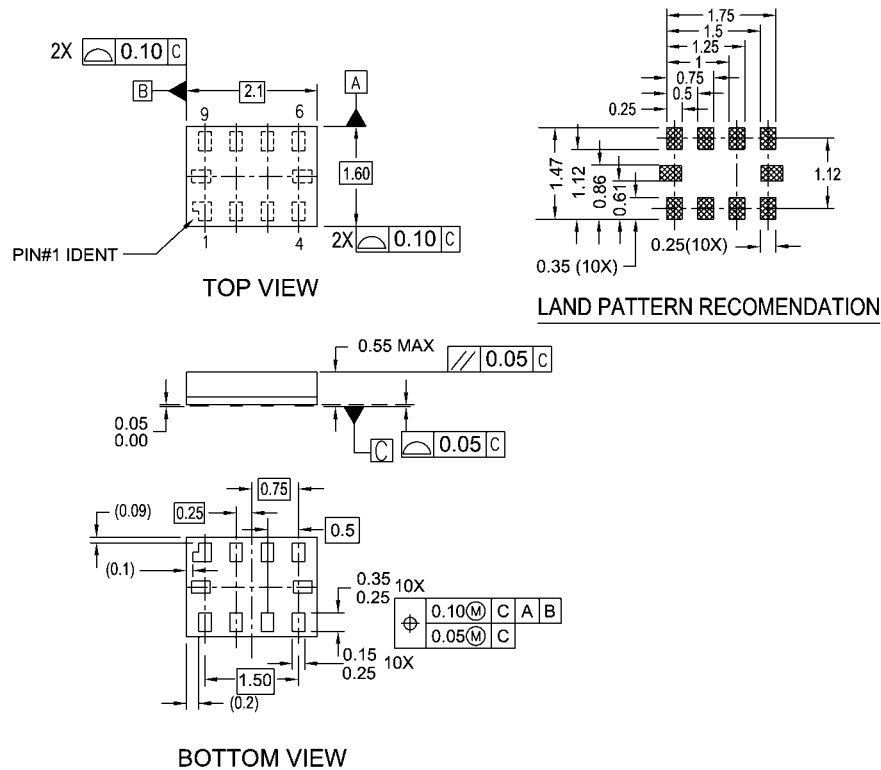 2X ⌓ 0.10 C
B
2.1
A
9
6
1.60
1
4
PIN#1 IDENT
2X ⌓ 0.10 C
TOP VIEW
1.75
1.5
1.25
1
0.75
0.5
0.25
1.47
1.12
0.86
0.61
1.12
0.25(10X)
0.35 (10X)
LAND PATTERN RECOMENDATION
0.55 MAX
// 0.05 C
0.05
0.00
C
⌓ 0.05 C
0.75
(0.09)
0.25
0.5
(0.1)
0.35
0.25 10X
⌖ 0.10Ⓜ C A B
0.05Ⓜ C
0.15
0.25 10X
1.50
(0.2)
BOTTOM VIEW